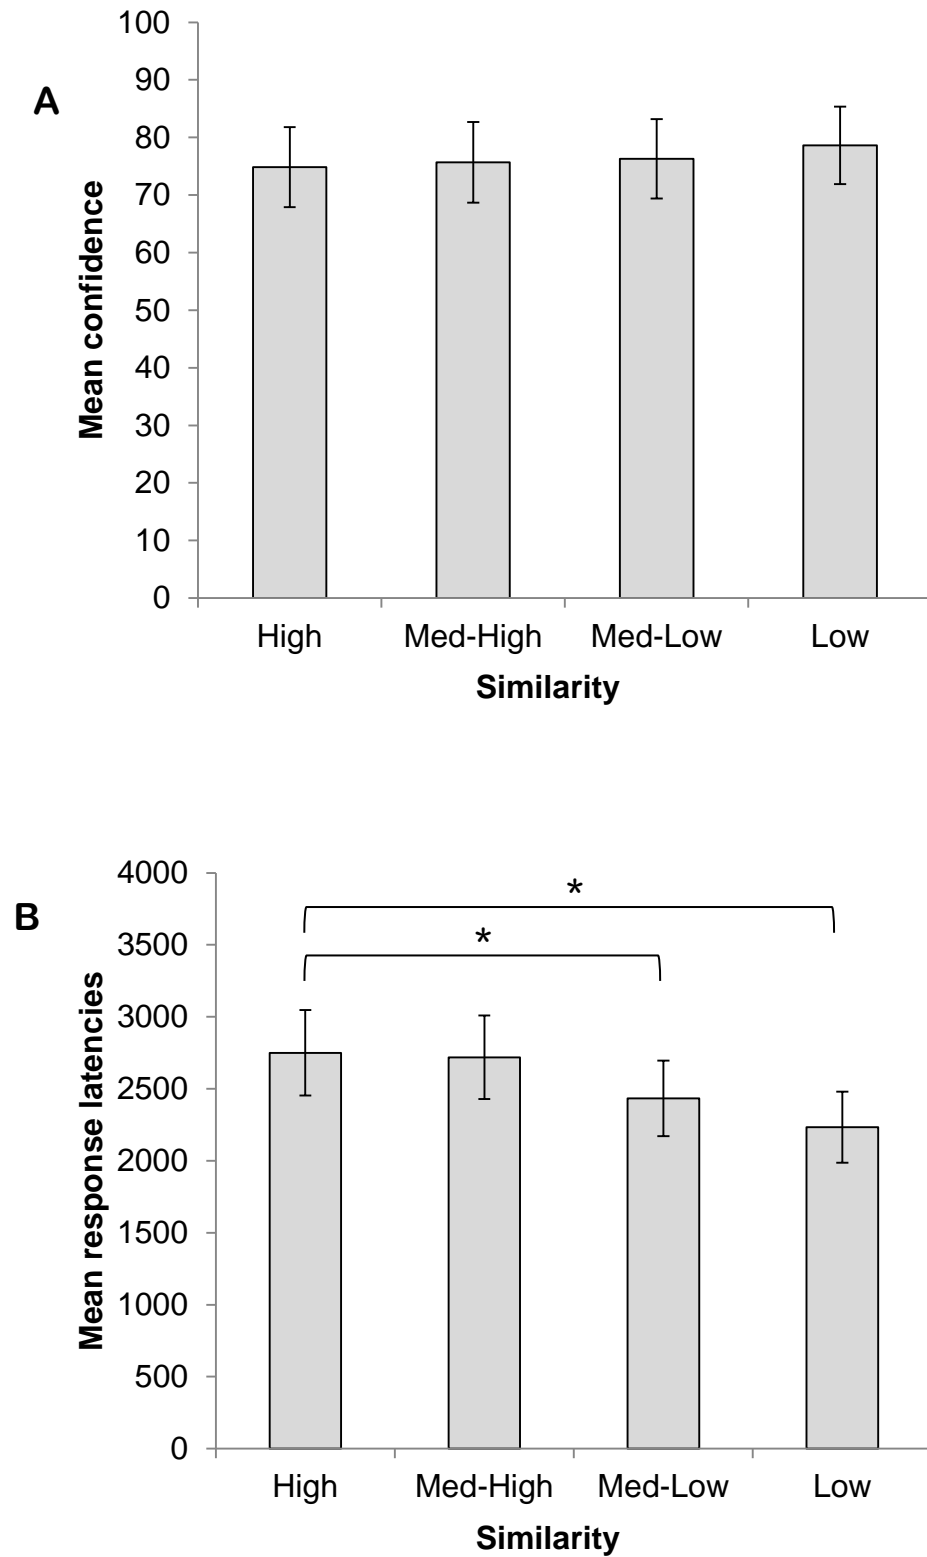 A
Mean confidence
100
90
80
70
60
50
40
30
20
10
0
High Med-High Med-Low Low
Similarity
B
Mean response latencies
4000
3500
3000
2500
2000
1500
1000
500
0
*
*
High Med-High Med-Low Low
Similarity